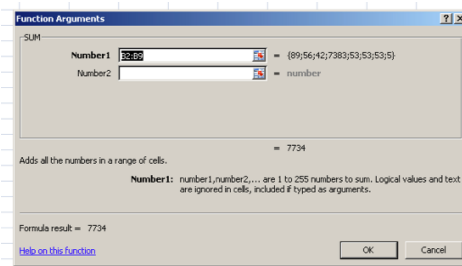 Function Arguments
SUM
Number1 B2:B9 = {89;56;42;7383;53;53;53;5}
Number2 = number
= 7734
Adds all the numbers in a range of cells.
Number1: number1,number2,... are 1 to 255 numbers to sum. Logical values and text
are ignored in cells, included if typed as arguments.
Formula result = 7734
Help on this function
OK Cancel